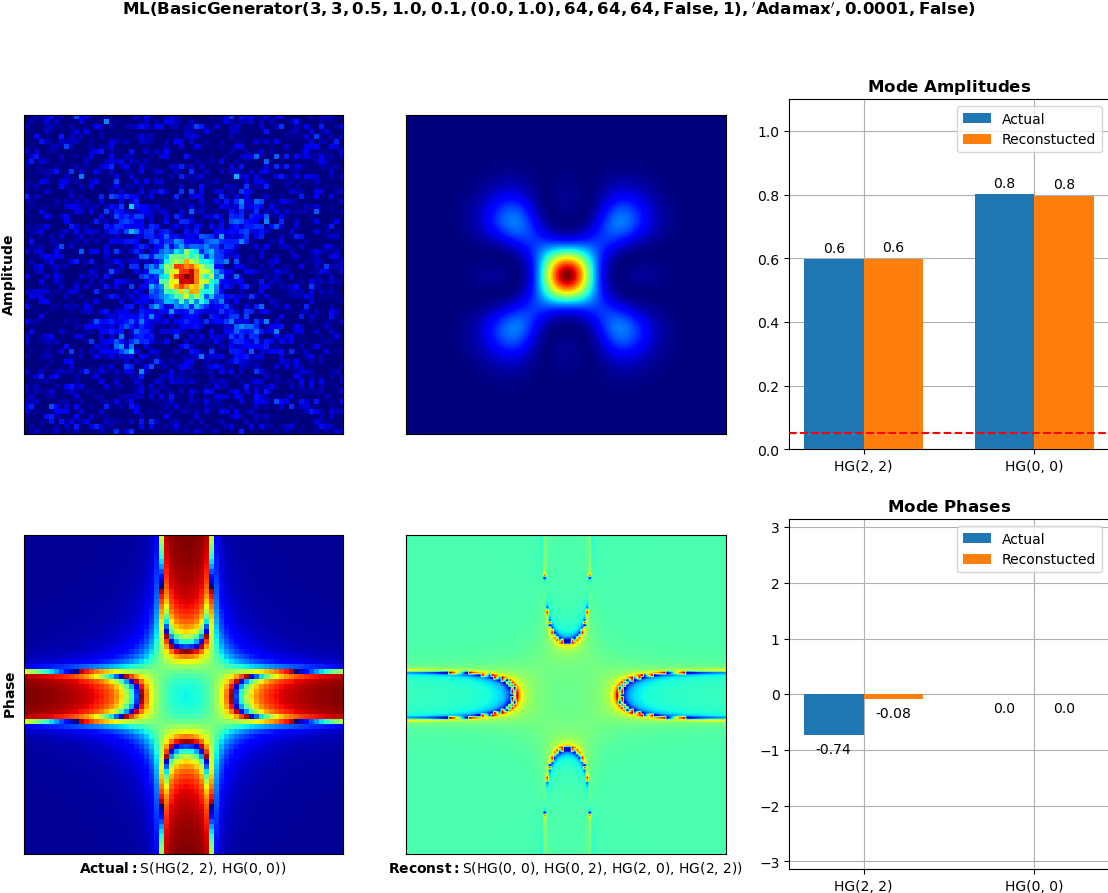 ML(BasicGenerator(3, 3, 0.5, 1.0, 0.1, (0.0, 1.0), 64, 64, 64, False, 1), ′Adamax′, 0.0001, False)
Amplitude
Mode Amplitudes
Actual
Reconstucted
1.0
0.8
0.6
0.4
0.2
0.0
0.6
0.6
0.8
0.8
HG(2, 2)
HG(0, 0)
Phase
Actual: S(HG(2, 2), HG(0, 0))
Reconst: S(HG(0, 0), HG(0, 2), HG(2, 0), HG(2, 2))
Mode Phases
Actual
Reconstucted
3
2
1
0
−1
−2
−3
-0.74
-0.08
0.0
0.0
HG(2, 2)
HG(0, 0)